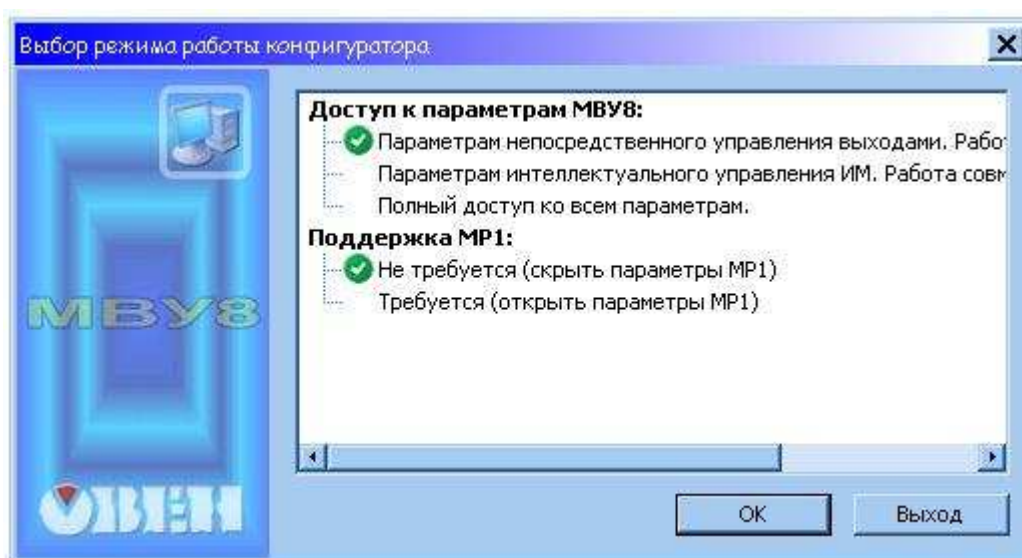 Выбор режима работы конфигуратора
Доступ к параметрам МВУ8:
Параметрам непосредственного управления выходами. Рабо
Параметрам интеллектуального управления ИМ. Работа совм
Полный доступ ко всем параметрам.
Поддержка МР1:
Не требуется (скрыть параметры МР1)
Требуется (открыть параметры МР1)
МВУ8
ОВЕН
OK
Выход